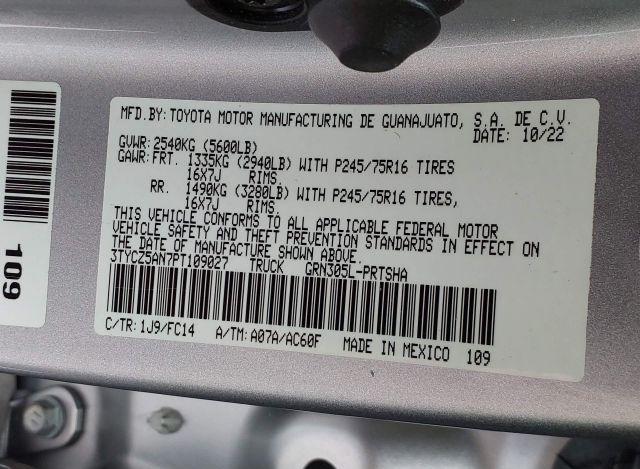 MFD.BY: TOYOTA MOTOR MANUFACTURING DE GUANAJUATO, S.A. DE C.V.
DATE: 10/22
GVWR: 2540KG (5600LB)
GAWR: FRT. 1335KG (2940LB) WITH P245/75R16 TIRES
16X7J RIMS.
RR. 1490KG (3280LB) WITH P245/75R16 TIRES,
16X7J RIMS.
THIS VEHICLE CONFORMS TO ALL APPLICABLE FEDERAL MOTOR
VEHICLE SAFETY AND THEFT PREVENTION STANDARDS IN EFFECT ON
THE DATE OF MANUFACTURE SHOWN ABOVE.
3TYCZ5AN7PT109027 TRUCK GRN305L-PRTSHA
C/TR: 1J9/FC14 A/TM: A07A/AC60F MADE IN MEXICO 109
109